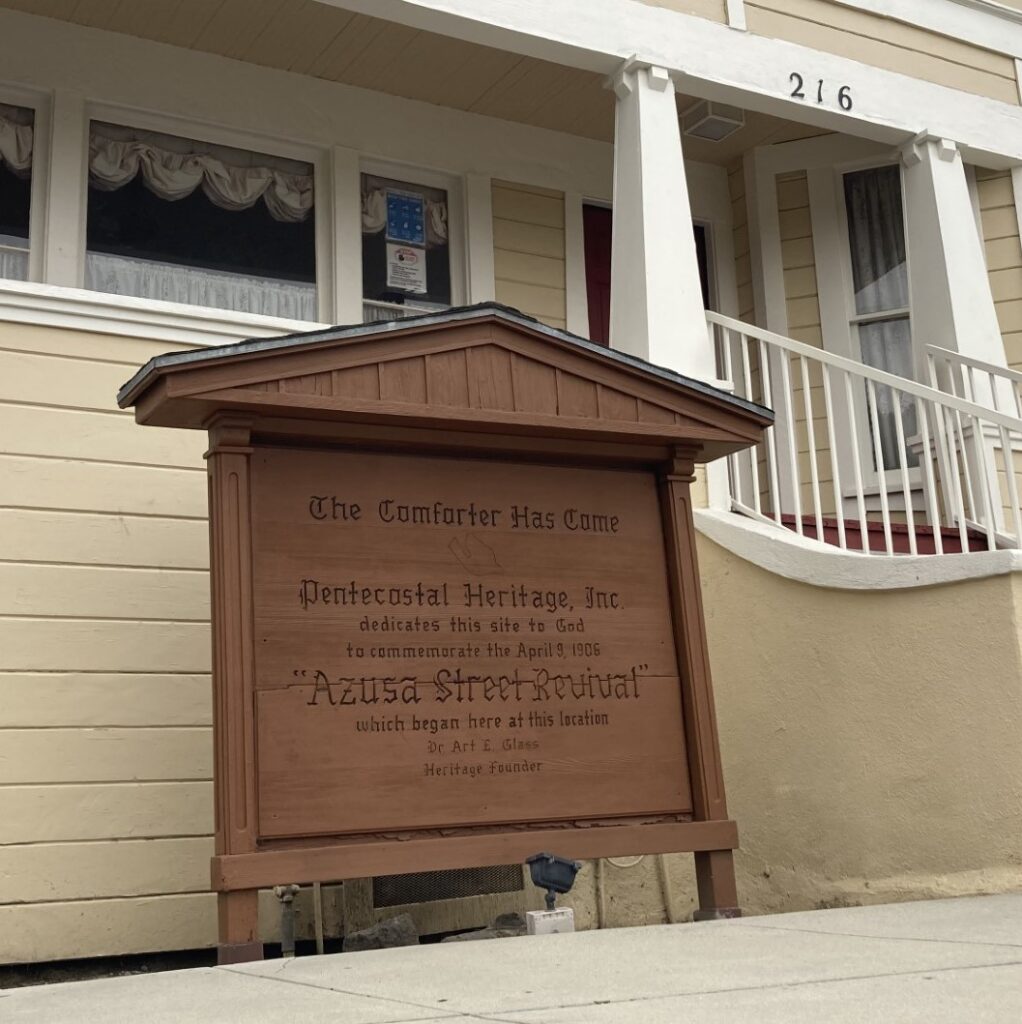 216
The Comforter Has Come
Pentecostal Heritage, Inc.
dedicates this site to God
to commemorate the April 9, 1906
"Azusa Street Revival"
which began here at this location
Dr. Art E. Glass
Heritage Founder